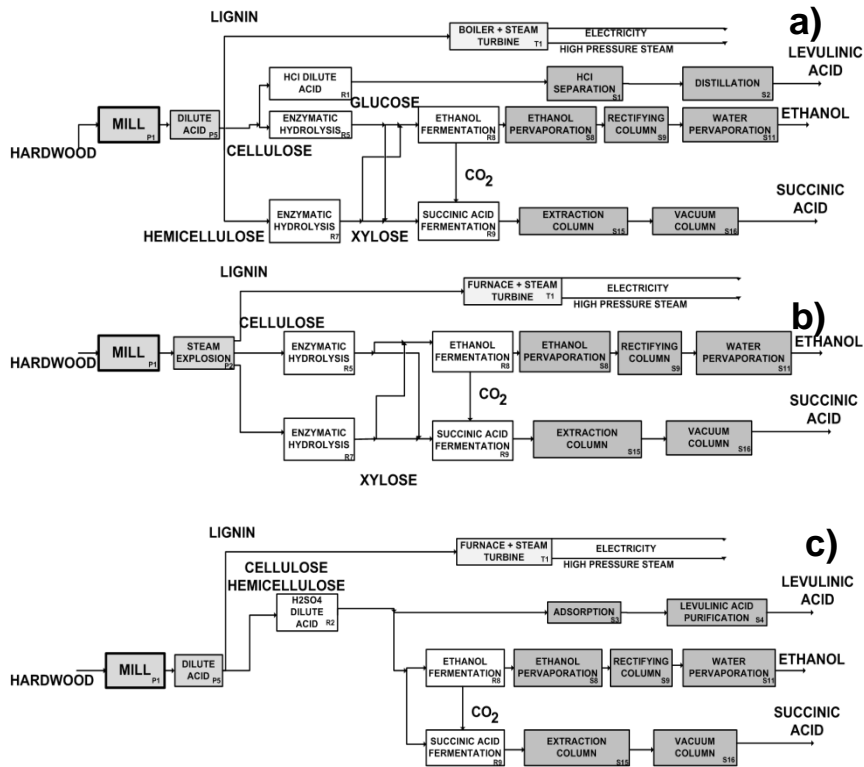 a)
LIGNIN
BOILER + STEAM
TURBINE T1
ELECTRICITY
HIGH PRESSURE STEAM
LEVULINIC
ACID
HCl DILUTE
ACID R1
HCl
SEPARATION S1
DISTILLATION S2
GLUCOSE
HARDWOOD
MILL P1
DILUTE
ACID P5
CELLULOSE
ENZYMATIC
HYDROLYSIS R5
ETHANOL
FERMENTATION R8
ETHANOL
PERVAPORATION S8
RECTIFYING
COLUMN S9
WATER
PERVAPORATION S11
ETHANOL
CO2
HEMICELLULOSE
ENZYMATIC
HYDROLYSIS R7
XYLOSE
SUCCINIC ACID
FERMENTATION R9
EXTRACTION
COLUMN S15
VACUUM
COLUMN S16
SUCCINIC
ACID
b)
LIGNIN
FURNACE + STEAM
TURBINE T1
ELECTRICITY
HIGH PRESSURE STEAM
CELLULOSE
HARDWOOD
MILL P1
STEAM
EXPLOSION P2
ENZYMATIC
HYDROLYSIS R5
ETHANOL
FERMENTATION R8
ETHANOL
PERVAPORATION S8
RECTIFYING
COLUMN S9
WATER
PERVAPORATION S11
ETHANOL
CO2
ENZYMATIC
HYDROLYSIS R7
XYLOSE
SUCCINIC ACID
FERMENTATION R9
EXTRACTION
COLUMN S15
VACUUM
COLUMN S16
SUCCINIC
ACID
c)
LIGNIN
FURNACE + STEAM
TURBINE T1
ELECTRICITY
HIGH PRESSURE STEAM
CELLULOSE
HEMICELLULOSE
H2SO4
DILUTE
ACID R2
ADSORPTION S3
LEVULINIC ACID
PURIFICATION S4
LEVULINIC
ACID
HARDWOOD
MILL P1
DILUTE
ACID P5
ETHANOL
FERMENTATION R8
ETHANOL
PERVAPORATION S8
RECTIFYING
COLUMN S9
WATER
PERVAPORATION S11
ETHANOL
CO2
SUCCINIC ACID
FERMENTATION R9
EXTRACTION
COLUMN S15
VACUUM
COLUMN S16
SUCCINIC
ACID